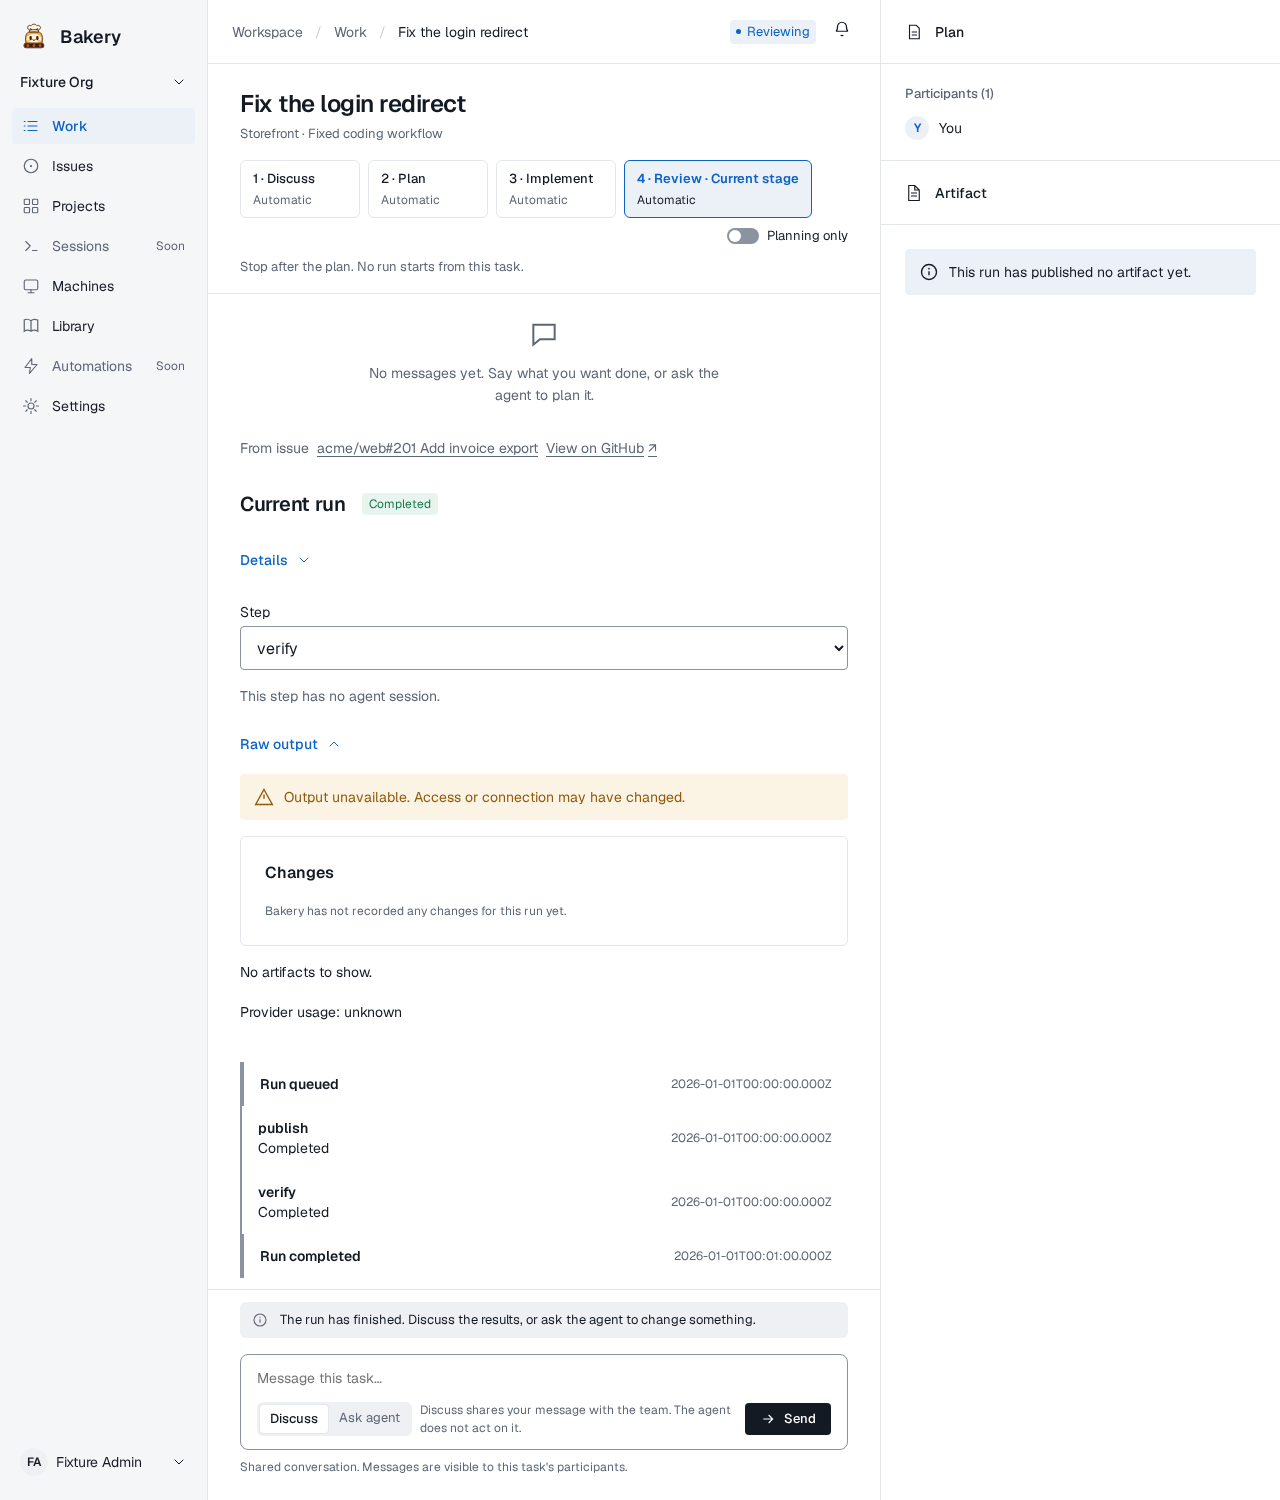 Bakery
Fixture Org
Work
Issues
Projects
Sessions Soon
Machines
Library
Automations Soon
Settings
FA Fixture Admin
Workspace / Work / Fix the login redirect
Reviewing
Fix the login redirect
Storefront · Fixed coding workflow
1 · Discuss
Automatic
2 · Plan
Automatic
3 · Implement
Automatic
4 · Review · Current stage
Automatic
Planning only
Stop after the plan. No run starts from this task.
No messages yet. Say what you want done, or ask the
agent to plan it.
From issue acme/web#201 Add invoice export View on GitHub ↗
Current run Completed
Details
Step
verify
This step has no agent session.
Raw output
Output unavailable. Access or connection may have changed.
Changes
Bakery has not recorded any changes for this run yet.
No artifacts to show.
Provider usage: unknown
Run queued 2026-01-01T00:00:00.000Z
publish
Completed
2026-01-01T00:00:00.000Z
verify
Completed
2026-01-01T00:00:00.000Z
Run completed 2026-01-01T00:01:00.000Z
The run has finished. Discuss the results, or ask the agent to change something.
Message this task...
Discuss Ask agent
Discuss shares your message with the team. The agent
does not act on it.
→ Send
Shared conversation. Messages are visible to this task's participants.
Plan
Participants (1)
Y You
Artifact
This run has published no artifact yet.